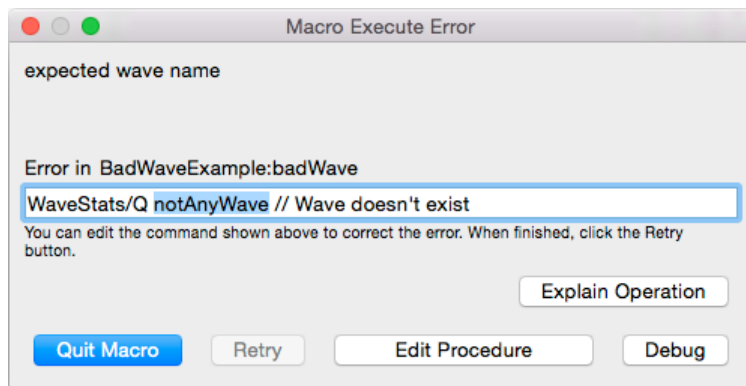 Macro Execute Error
expected wave name
Error in BadWaveExample:badWave
WaveStats/Q notAnyWave // Wave doesn't exist
You can edit the command shown above to correct the error. When finished, click the Retry
button.
Explain Operation
Quit Macro Retry Edit Procedure Debug